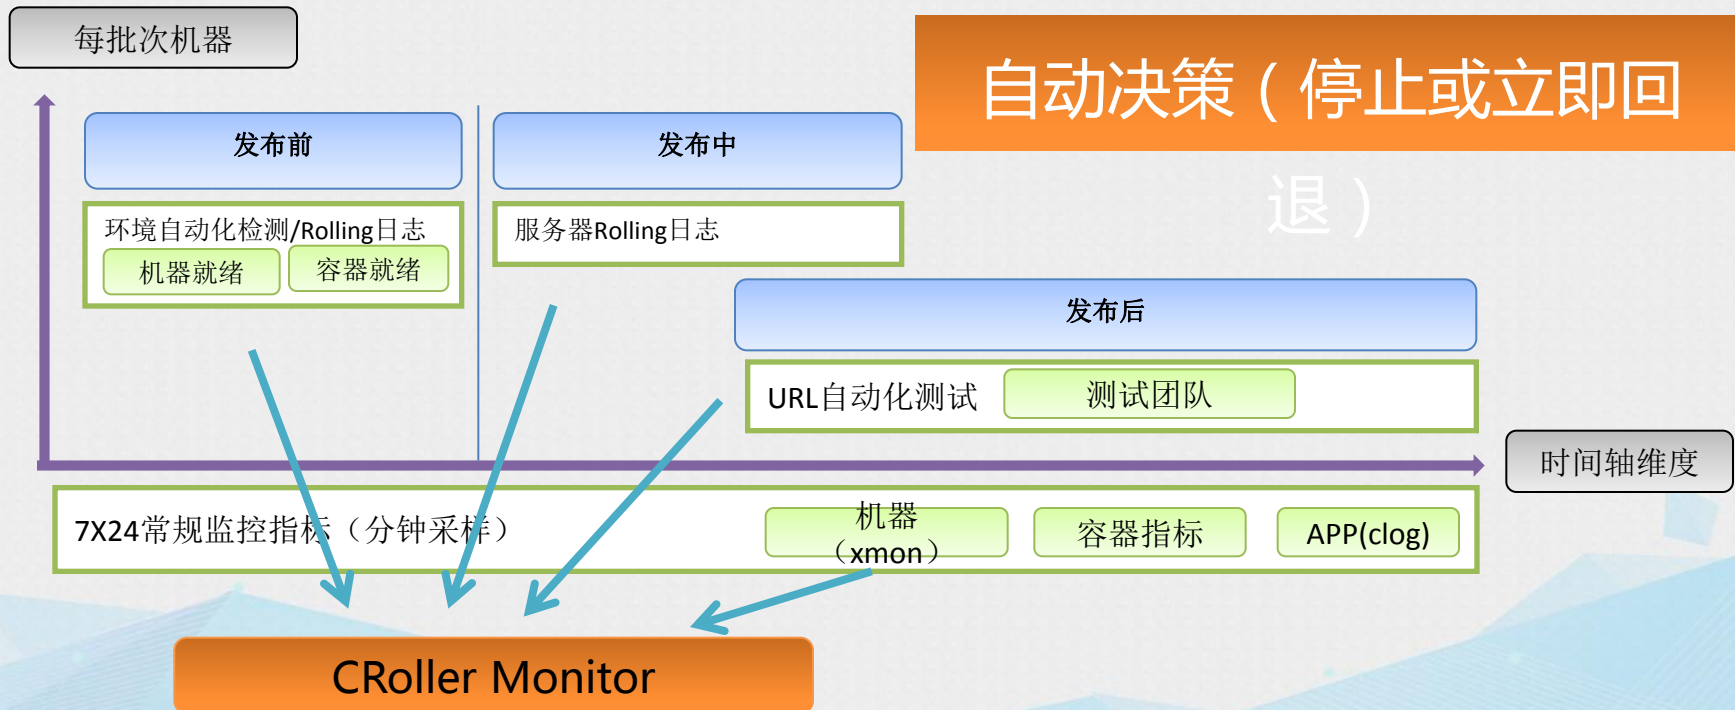 每批次机器
自动决策（停止或立即回
退）
发布前
发布中
环境自动化检测/Rolling日志
机器就绪
容器就绪
服务器Rolling日志
发布后
URL自动化测试
测试团队
时间轴维度
7X24常规监控指标（分钟采样）
机器
（xmon）
容器指标
APP(clog)
CRoller Monitor